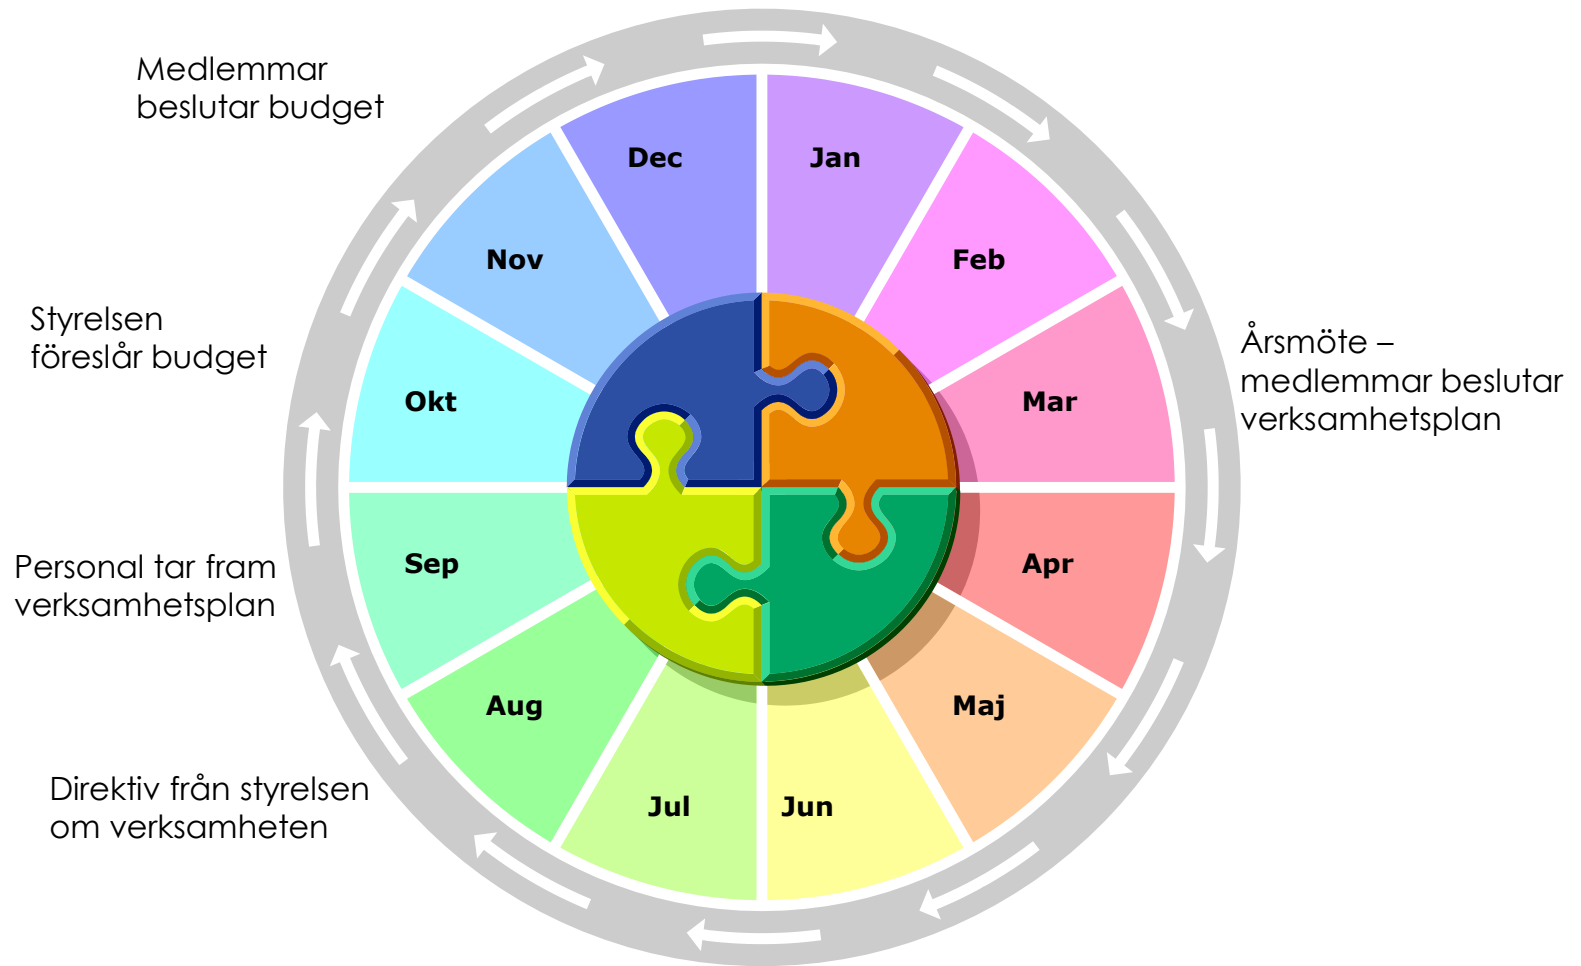 Medlemmar
beslutar budget
Styrelsen
föreslår budget
Personal tar fram
verksamhetsplan
Direktiv från styrelsen
om verksamheten
Dec
Jan
Nov
Feb
Okt
Mar
Sep
Apr
Aug
Maj
Jul
Jun
Årsmöte –
medlemmar beslutar
verksamhetsplan